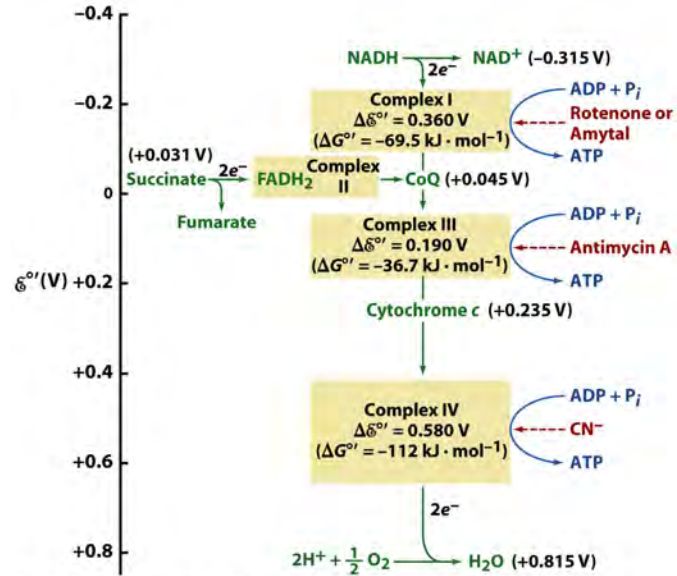 −0.4
NADH NAD⁺ (−0.315 V)
2e⁻
−0.2
Complex I
Δℰ°′ = 0.360 V
(ΔG°′ = −69.5 kJ · mol⁻¹)
ADP + Pᵢ
Rotenone or
Amytal
ATP
(+0.031 V)
Succinate 2e⁻ FADH₂ Complex
II
CoQ (+0.045 V)
0
Fumarate
Complex III
Δℰ°′ = 0.190 V
(ΔG°′ = −36.7 kJ · mol⁻¹)
ADP + Pᵢ
Antimycin A
ATP
ℰ°′(V) +0.2
Cytochrome c (+0.235 V)
+0.4
Complex IV
Δℰ°′ = 0.580 V
(ΔG°′ = −112 kJ · mol⁻¹)
ADP + Pᵢ
CN⁻
ATP
+0.6
2e⁻
2H⁺ + 1/2 O₂ H₂O (+0.815 V)
+0.8